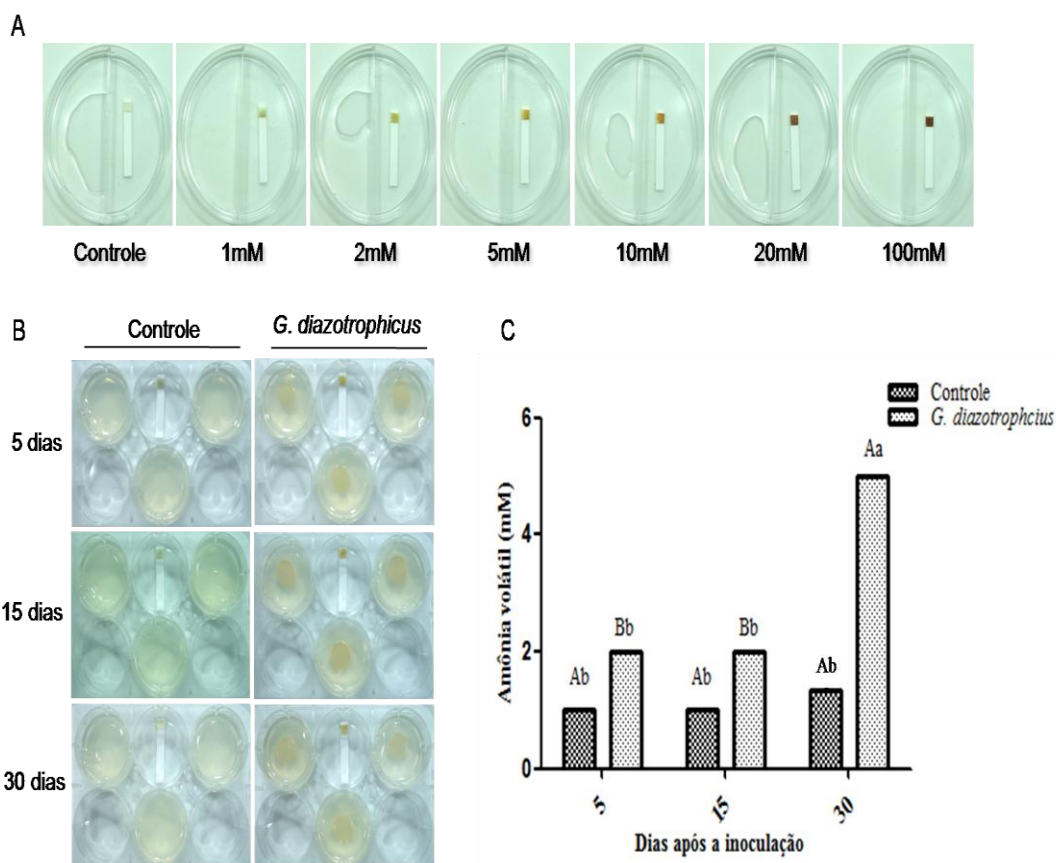 A
Controle 1mM 2mM 5mM 10mM 20mM 100mM
B
Controle G. diazotrophicus
5 dias
15 dias
30 dias
C
Controle
G. diazotrophcius
Amônia volátil (mM)
6
4
2
0
Ab Bb Ab Bb Ab Aa
5 15 30
Dias após a inoculação